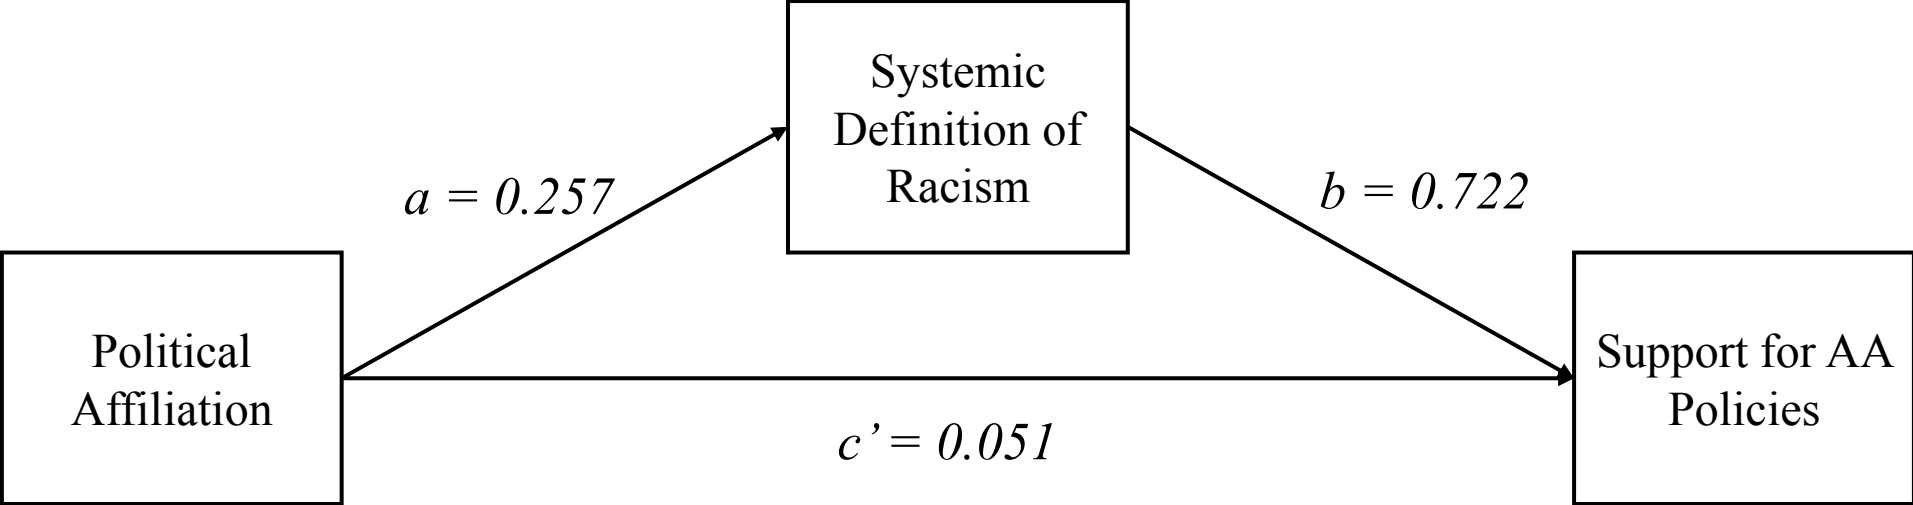 Systemic
Definition of
Racism
a = 0.257
b = 0.722
Political
Affiliation
Support for AA
Policies
c’ = 0.051